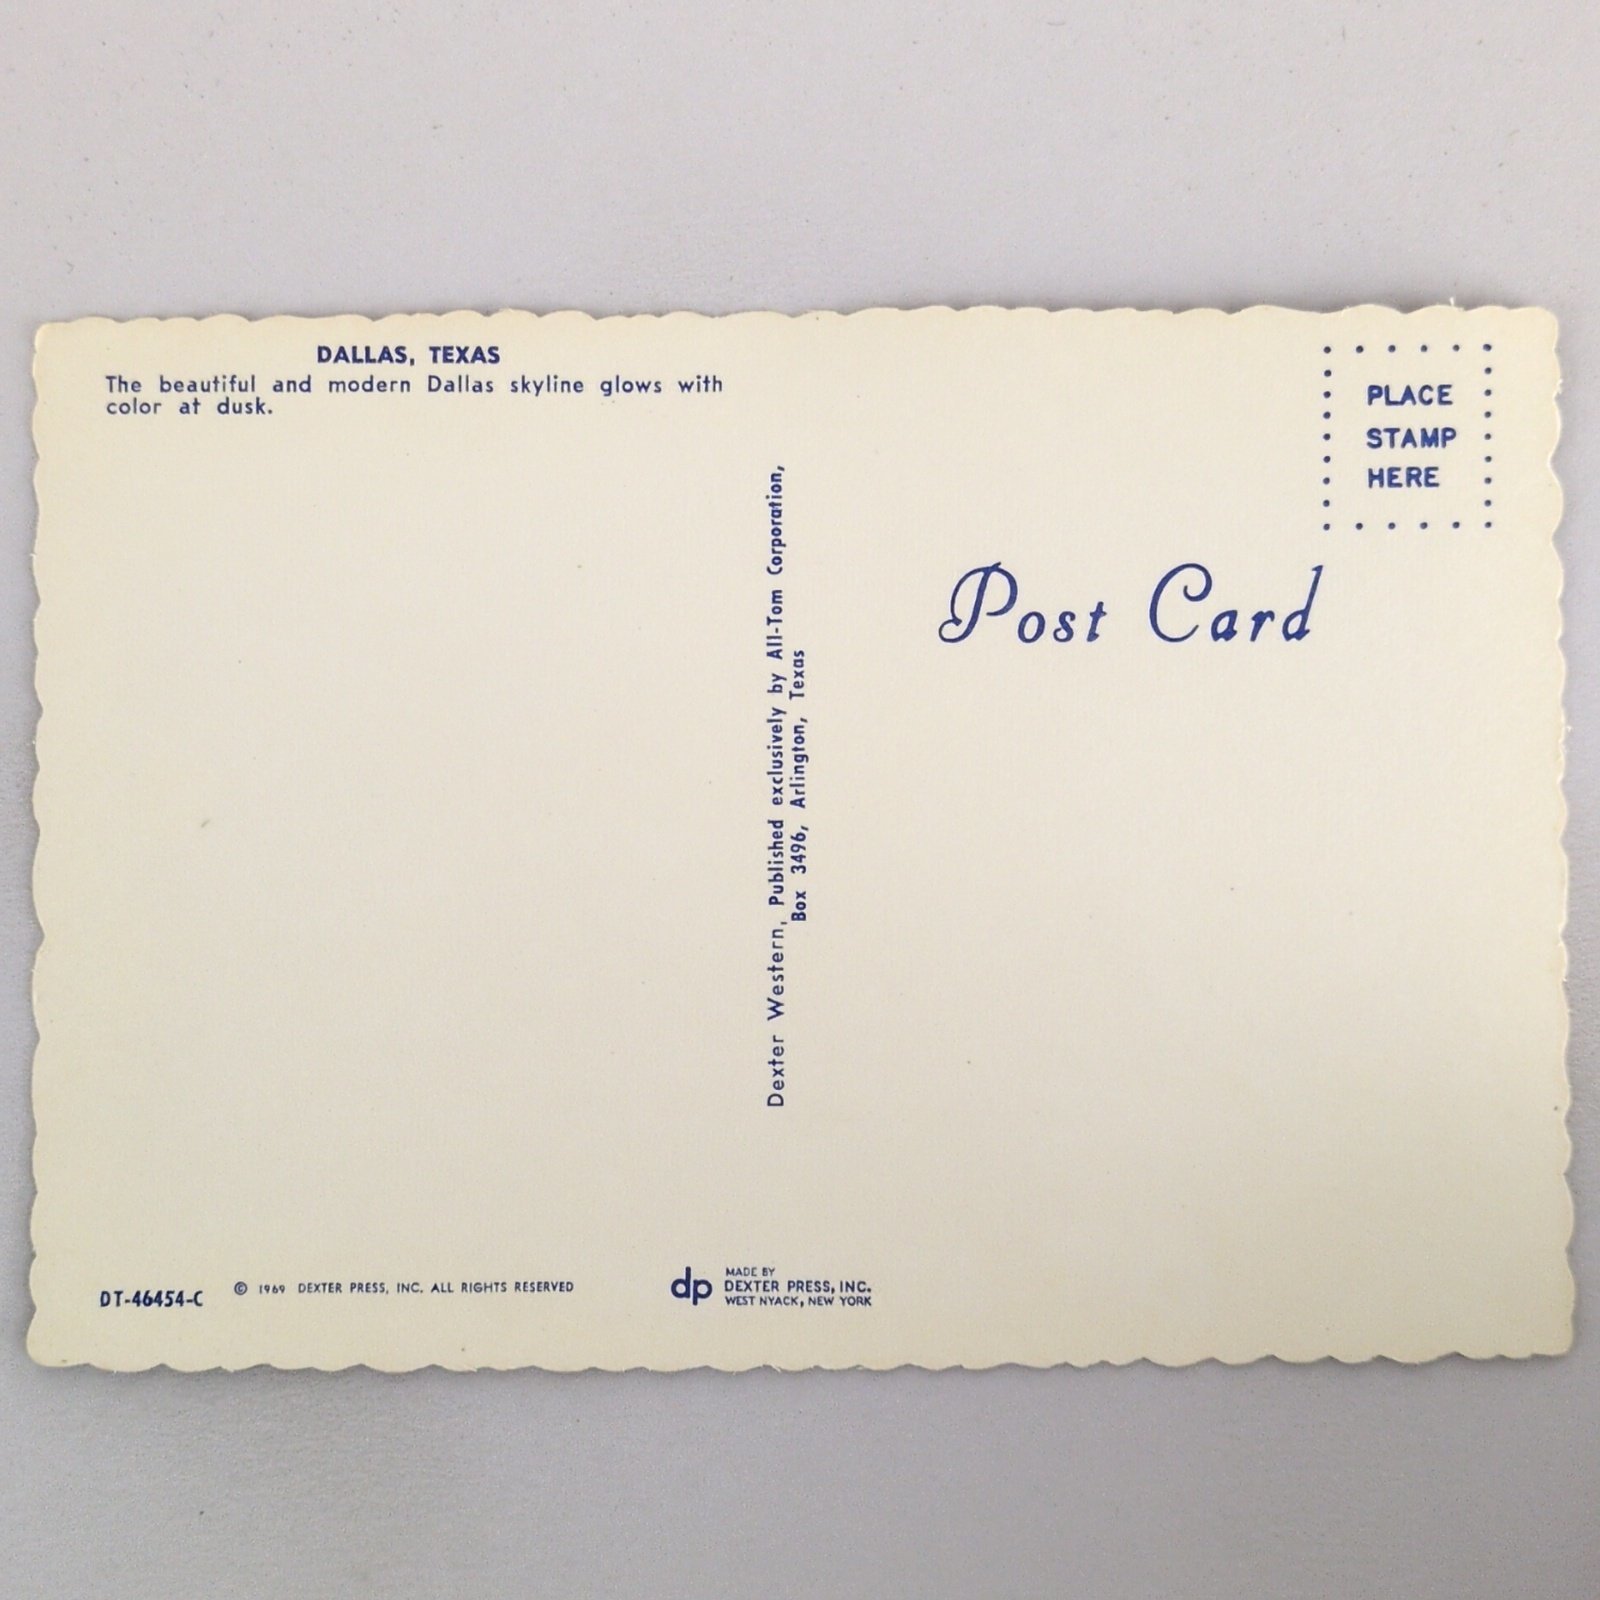 DALLAS, TEXAS
The beautiful and modern Dallas skyline glows with
color at dusk.
PLACE
STAMP
HERE
Post Card
Dexter Western, Published exclusively by All-Tom Corporation,
Box 3496, Arlington, Texas
DT-46454-C
© 1969 DEXTER PRESS, INC. ALL RIGHTS RESERVED
dp
MADE BY
DEXTER PRESS, INC.
WEST NYACK, NEW YORK